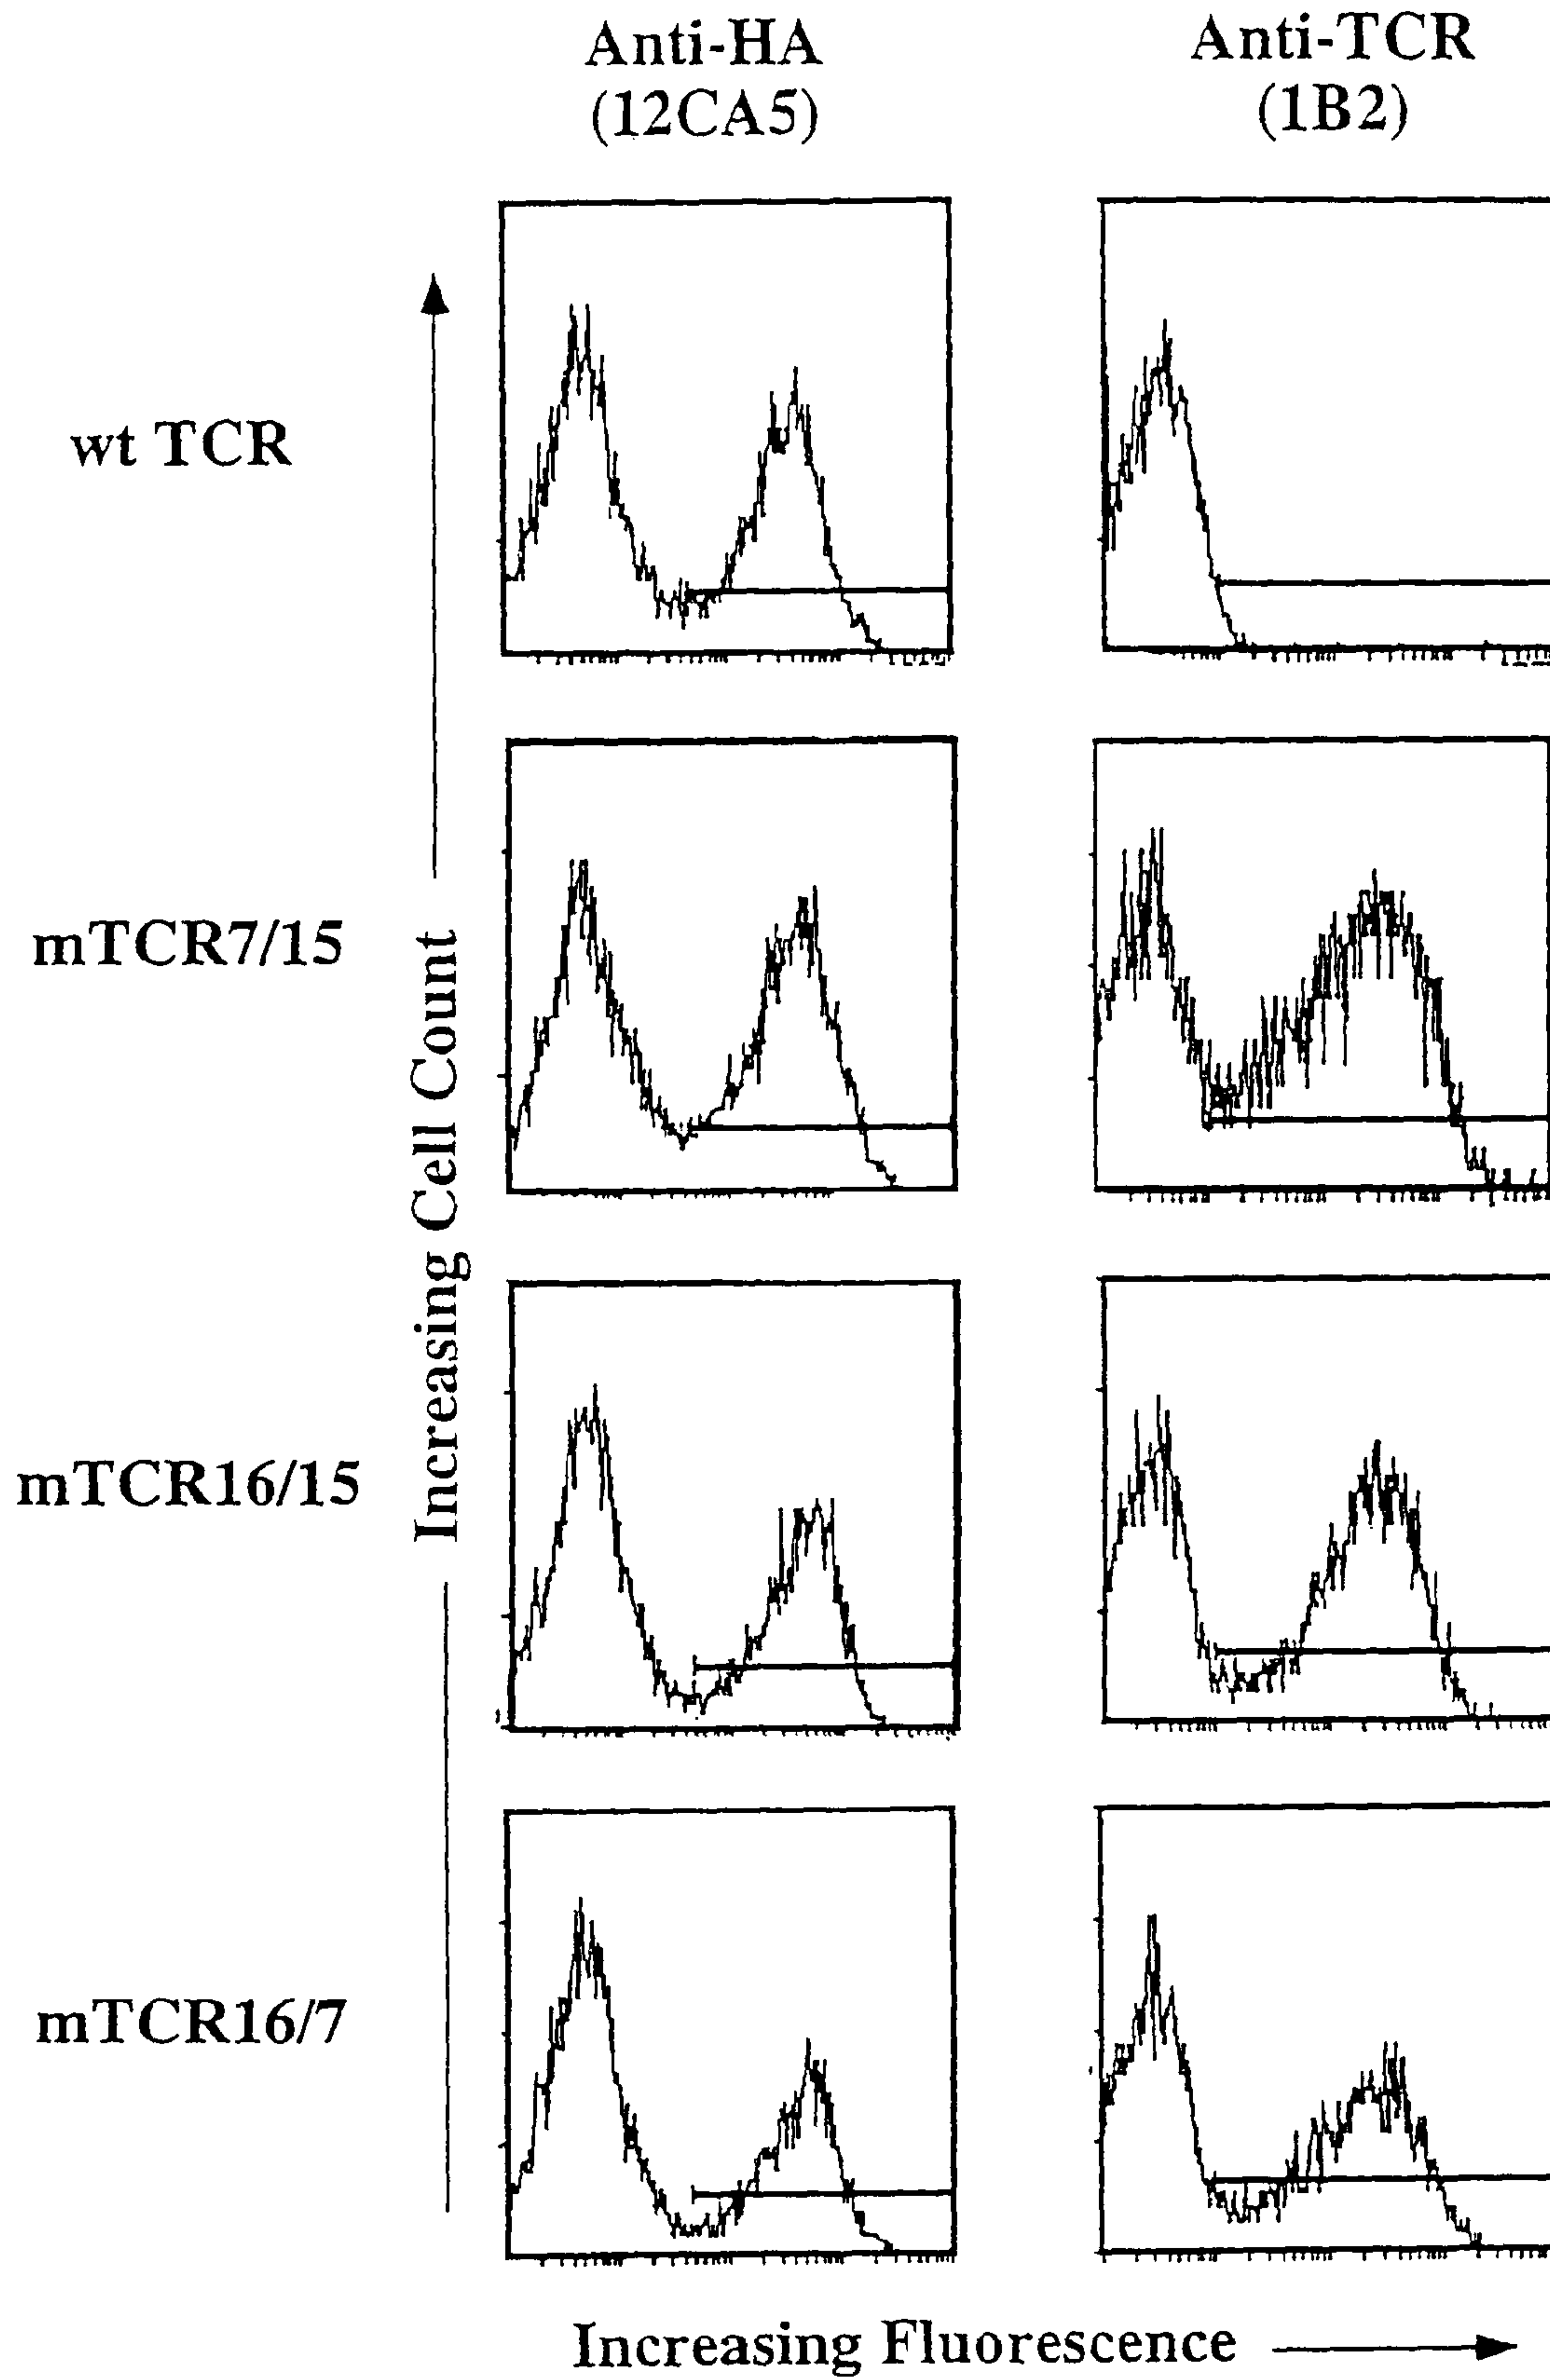 Anti-HA
(12CA5)
Anti-TCR
(1B2)
wt TCR
mTCR7/15
mTCR16/15
mTCR16/7
Increasing Cell Count
Increasing Fluorescence